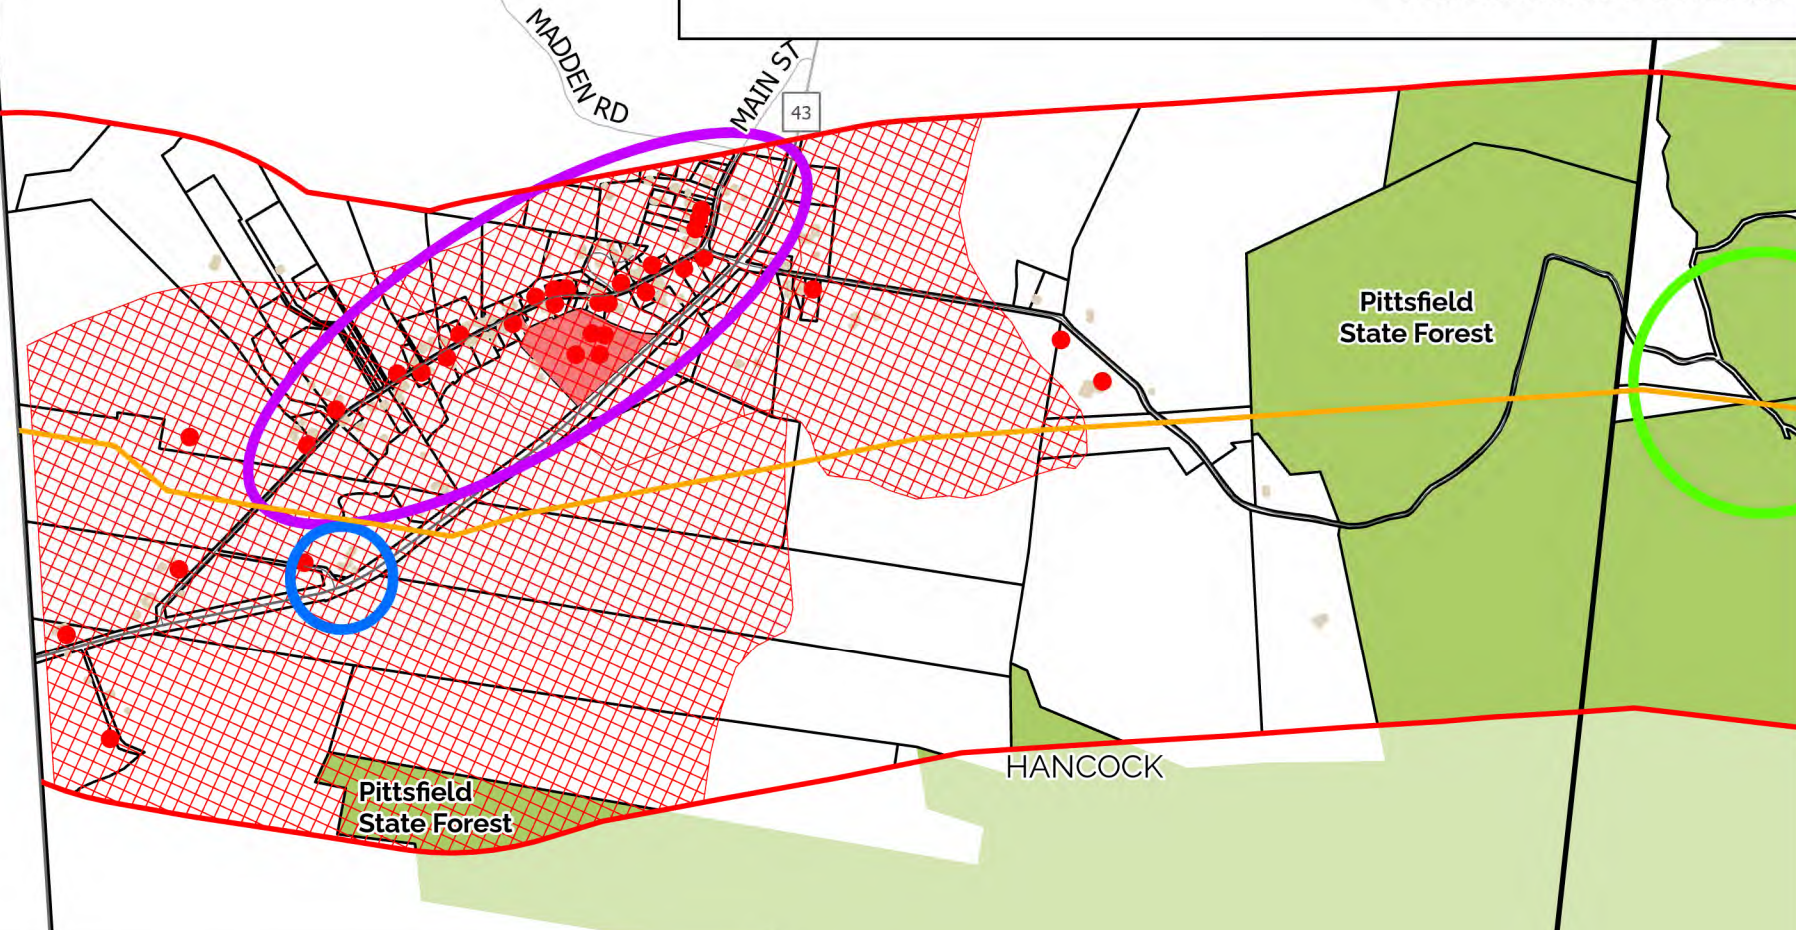 MADDEN RD
MAIN ST
43
Pittsfield
State Forest
HANCOCK
Pittsfield
State Forest